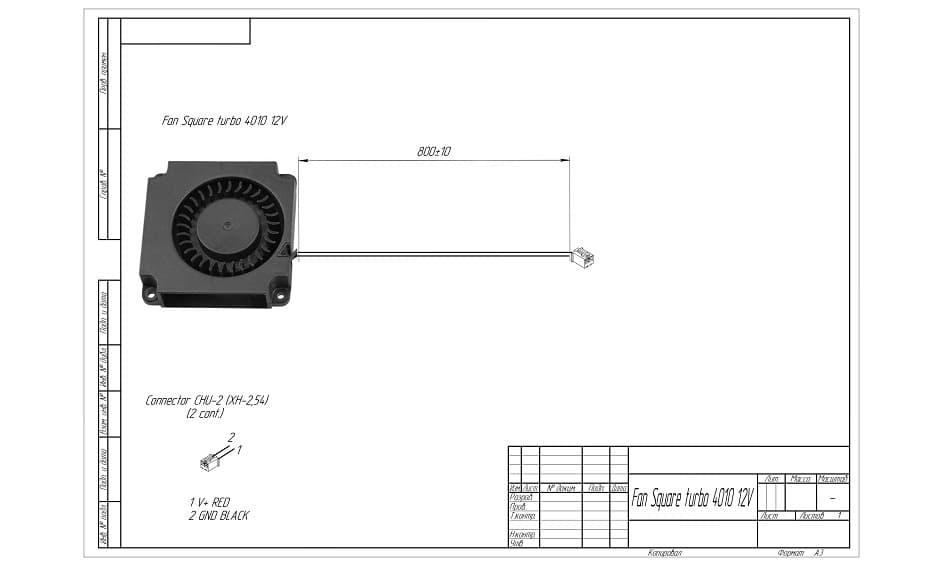 Перв. примен.
Справ. №
Подп. и дата
Инв. № дубл.
Взам. инв. №
Подп. и дата
Инв. № подл.
Fan Square turbo 4010 12V
800±10
Connector CHU-2 (XH-2,54)
(2 cont.)
2
1
1 V+ RED
2 GND BLACK
Изм. Лист № докум. Подп. Дата
Разраб.
Пров.
Т.контр.
Н.контр.
Утв.
Fan Square turbo 4010 12V
Лит. Масса Масштаб
-
Лист Листов 1
Копировал Формат А3